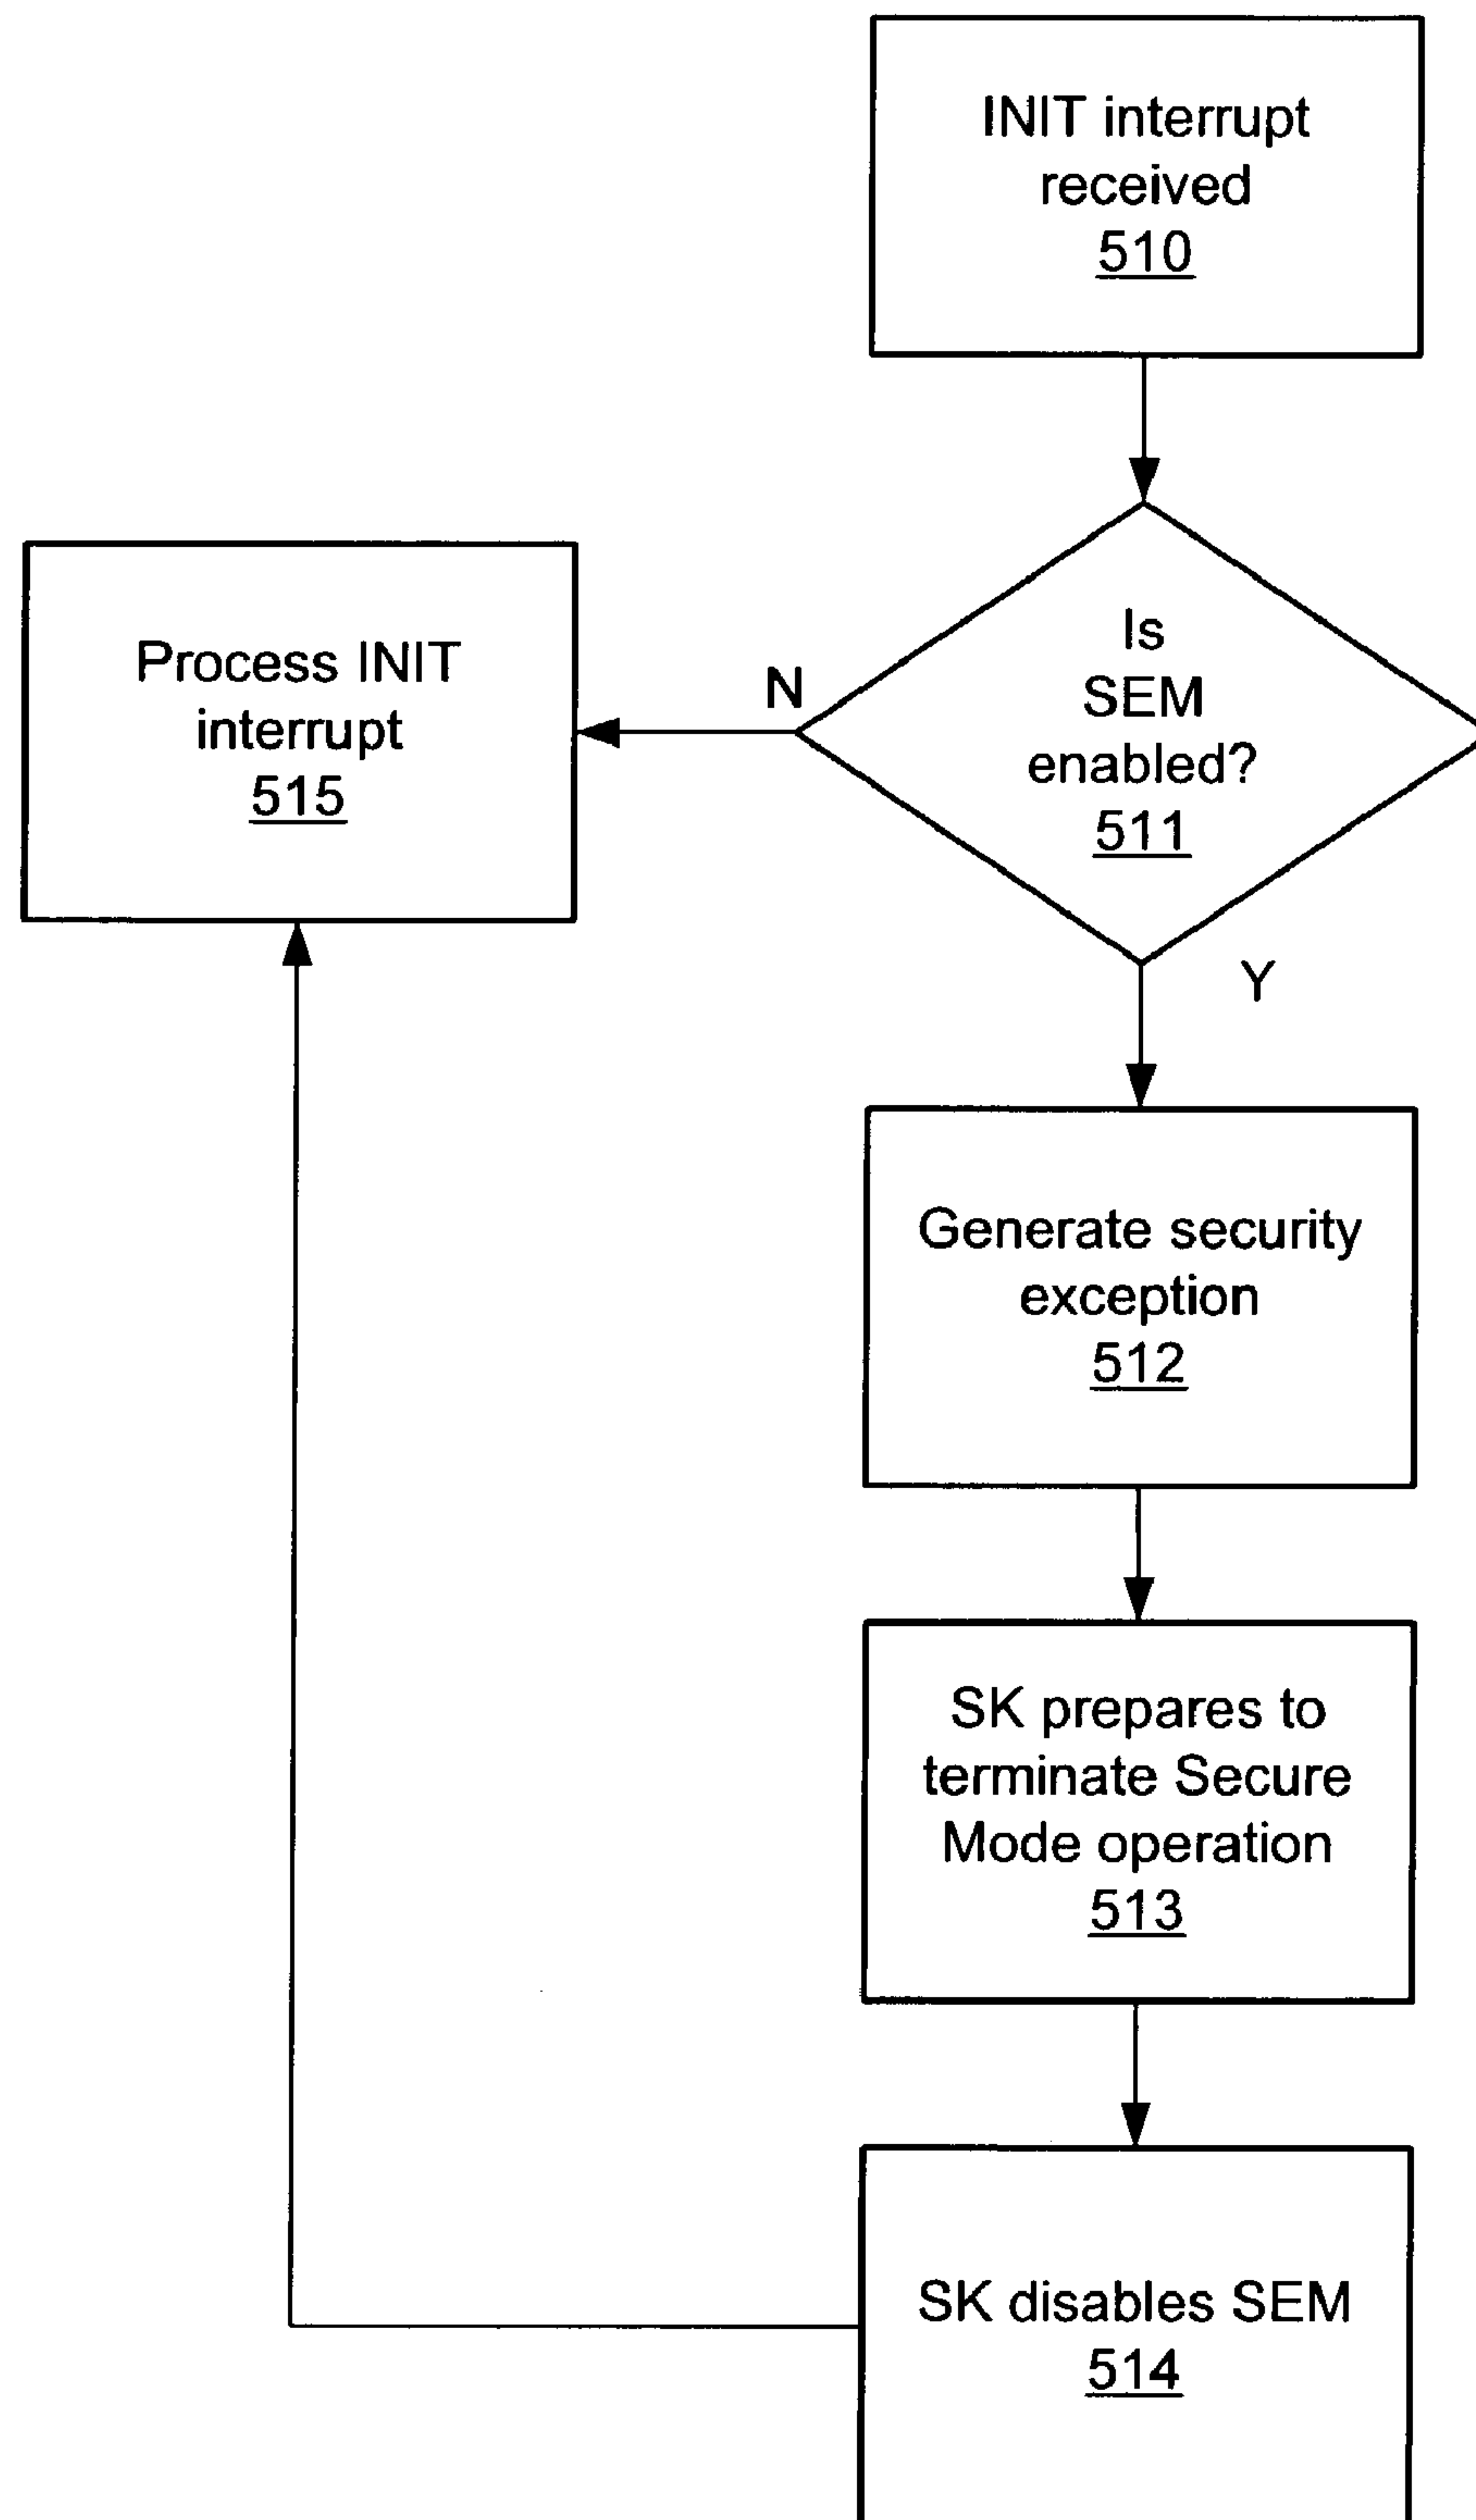 INIT interrupt
received
510
Is
SEM
enabled?
511
N
Process INIT
interrupt
515
Y
Generate security
exception
512
SK prepares to
terminate Secure
Mode operation
513
SK disables SEM
514